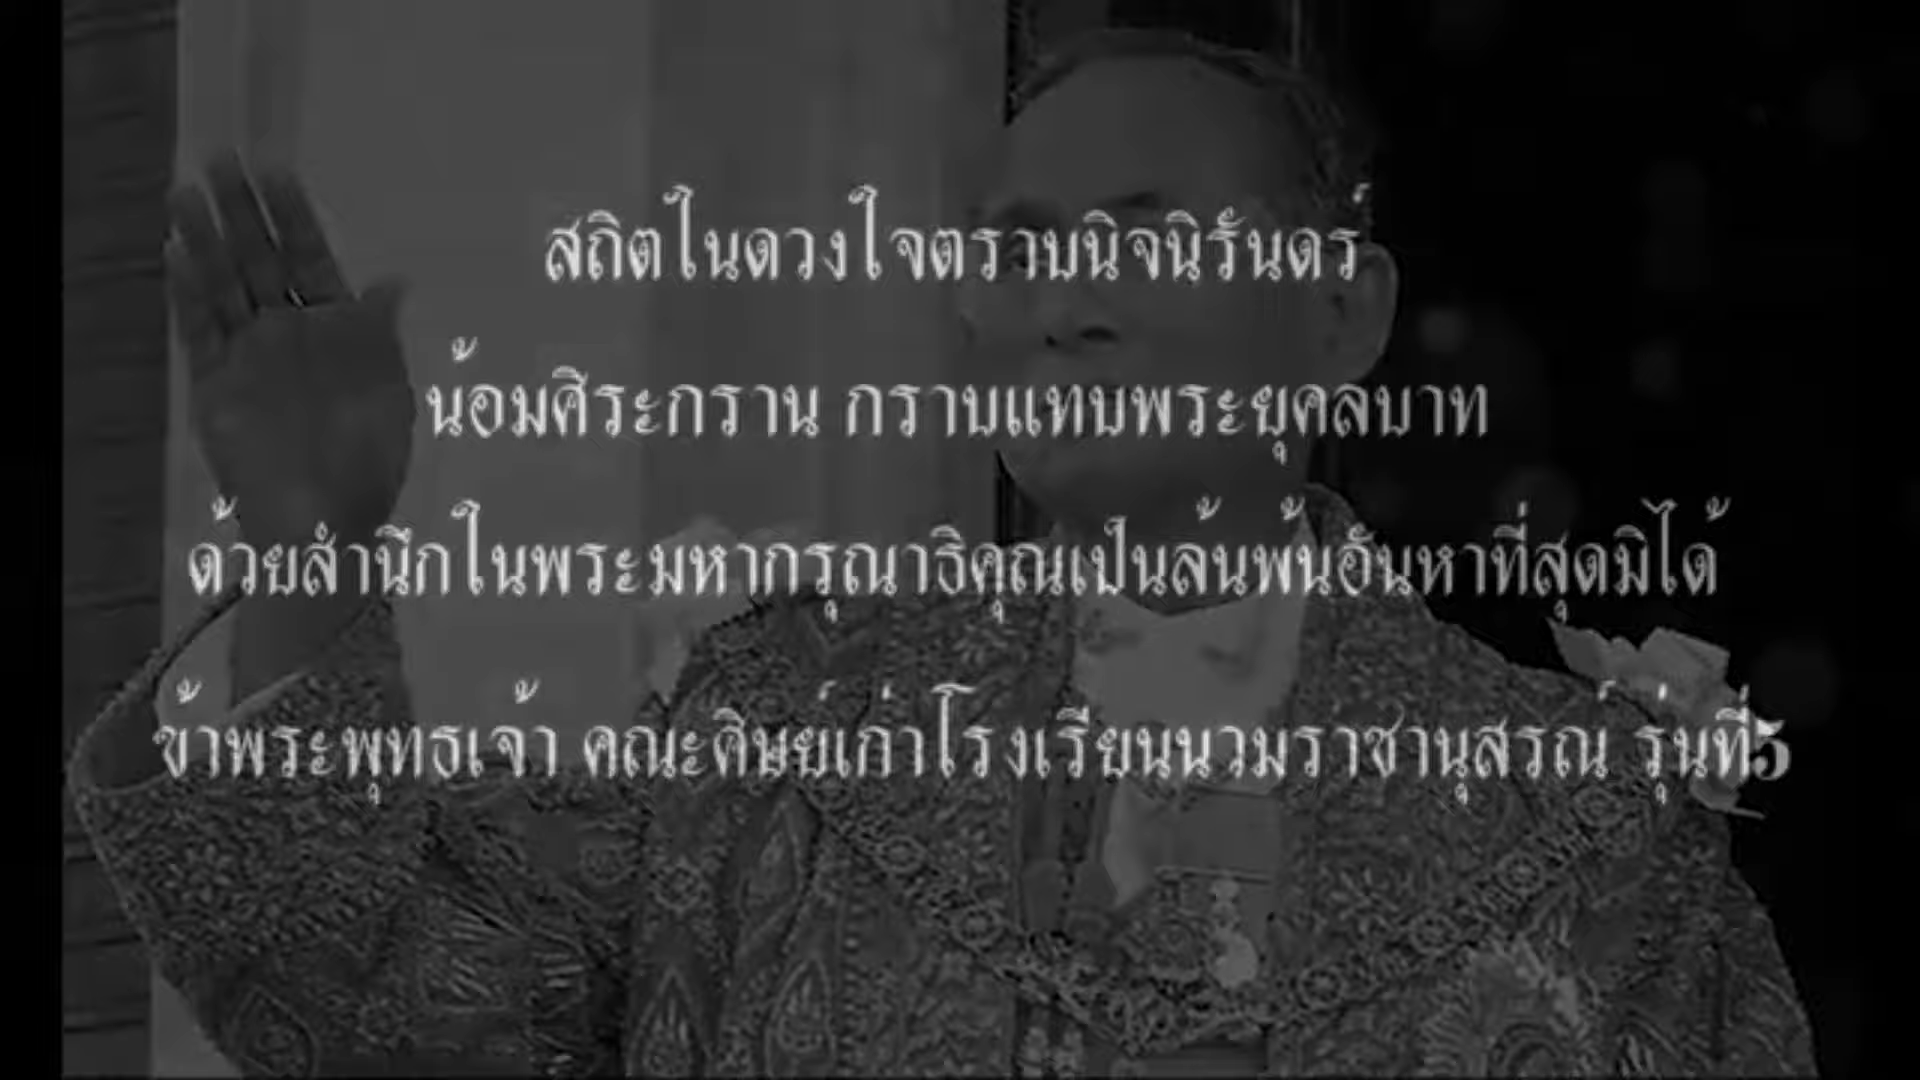 สถิตในดวงใจตราบนิจนิรันดร์
น้อมศิระกราน กราบแทบพระยุคลบาท
ด้วยสำนึกในพระมหากรุณาธิคุณเป็นล้นพ้นอันหาที่สุดมิได้
ข้าพระพุทธเจ้า คณะศิษย์เก่าโรงเรียนนวมราชานุสรณ์ รุ่นที่5